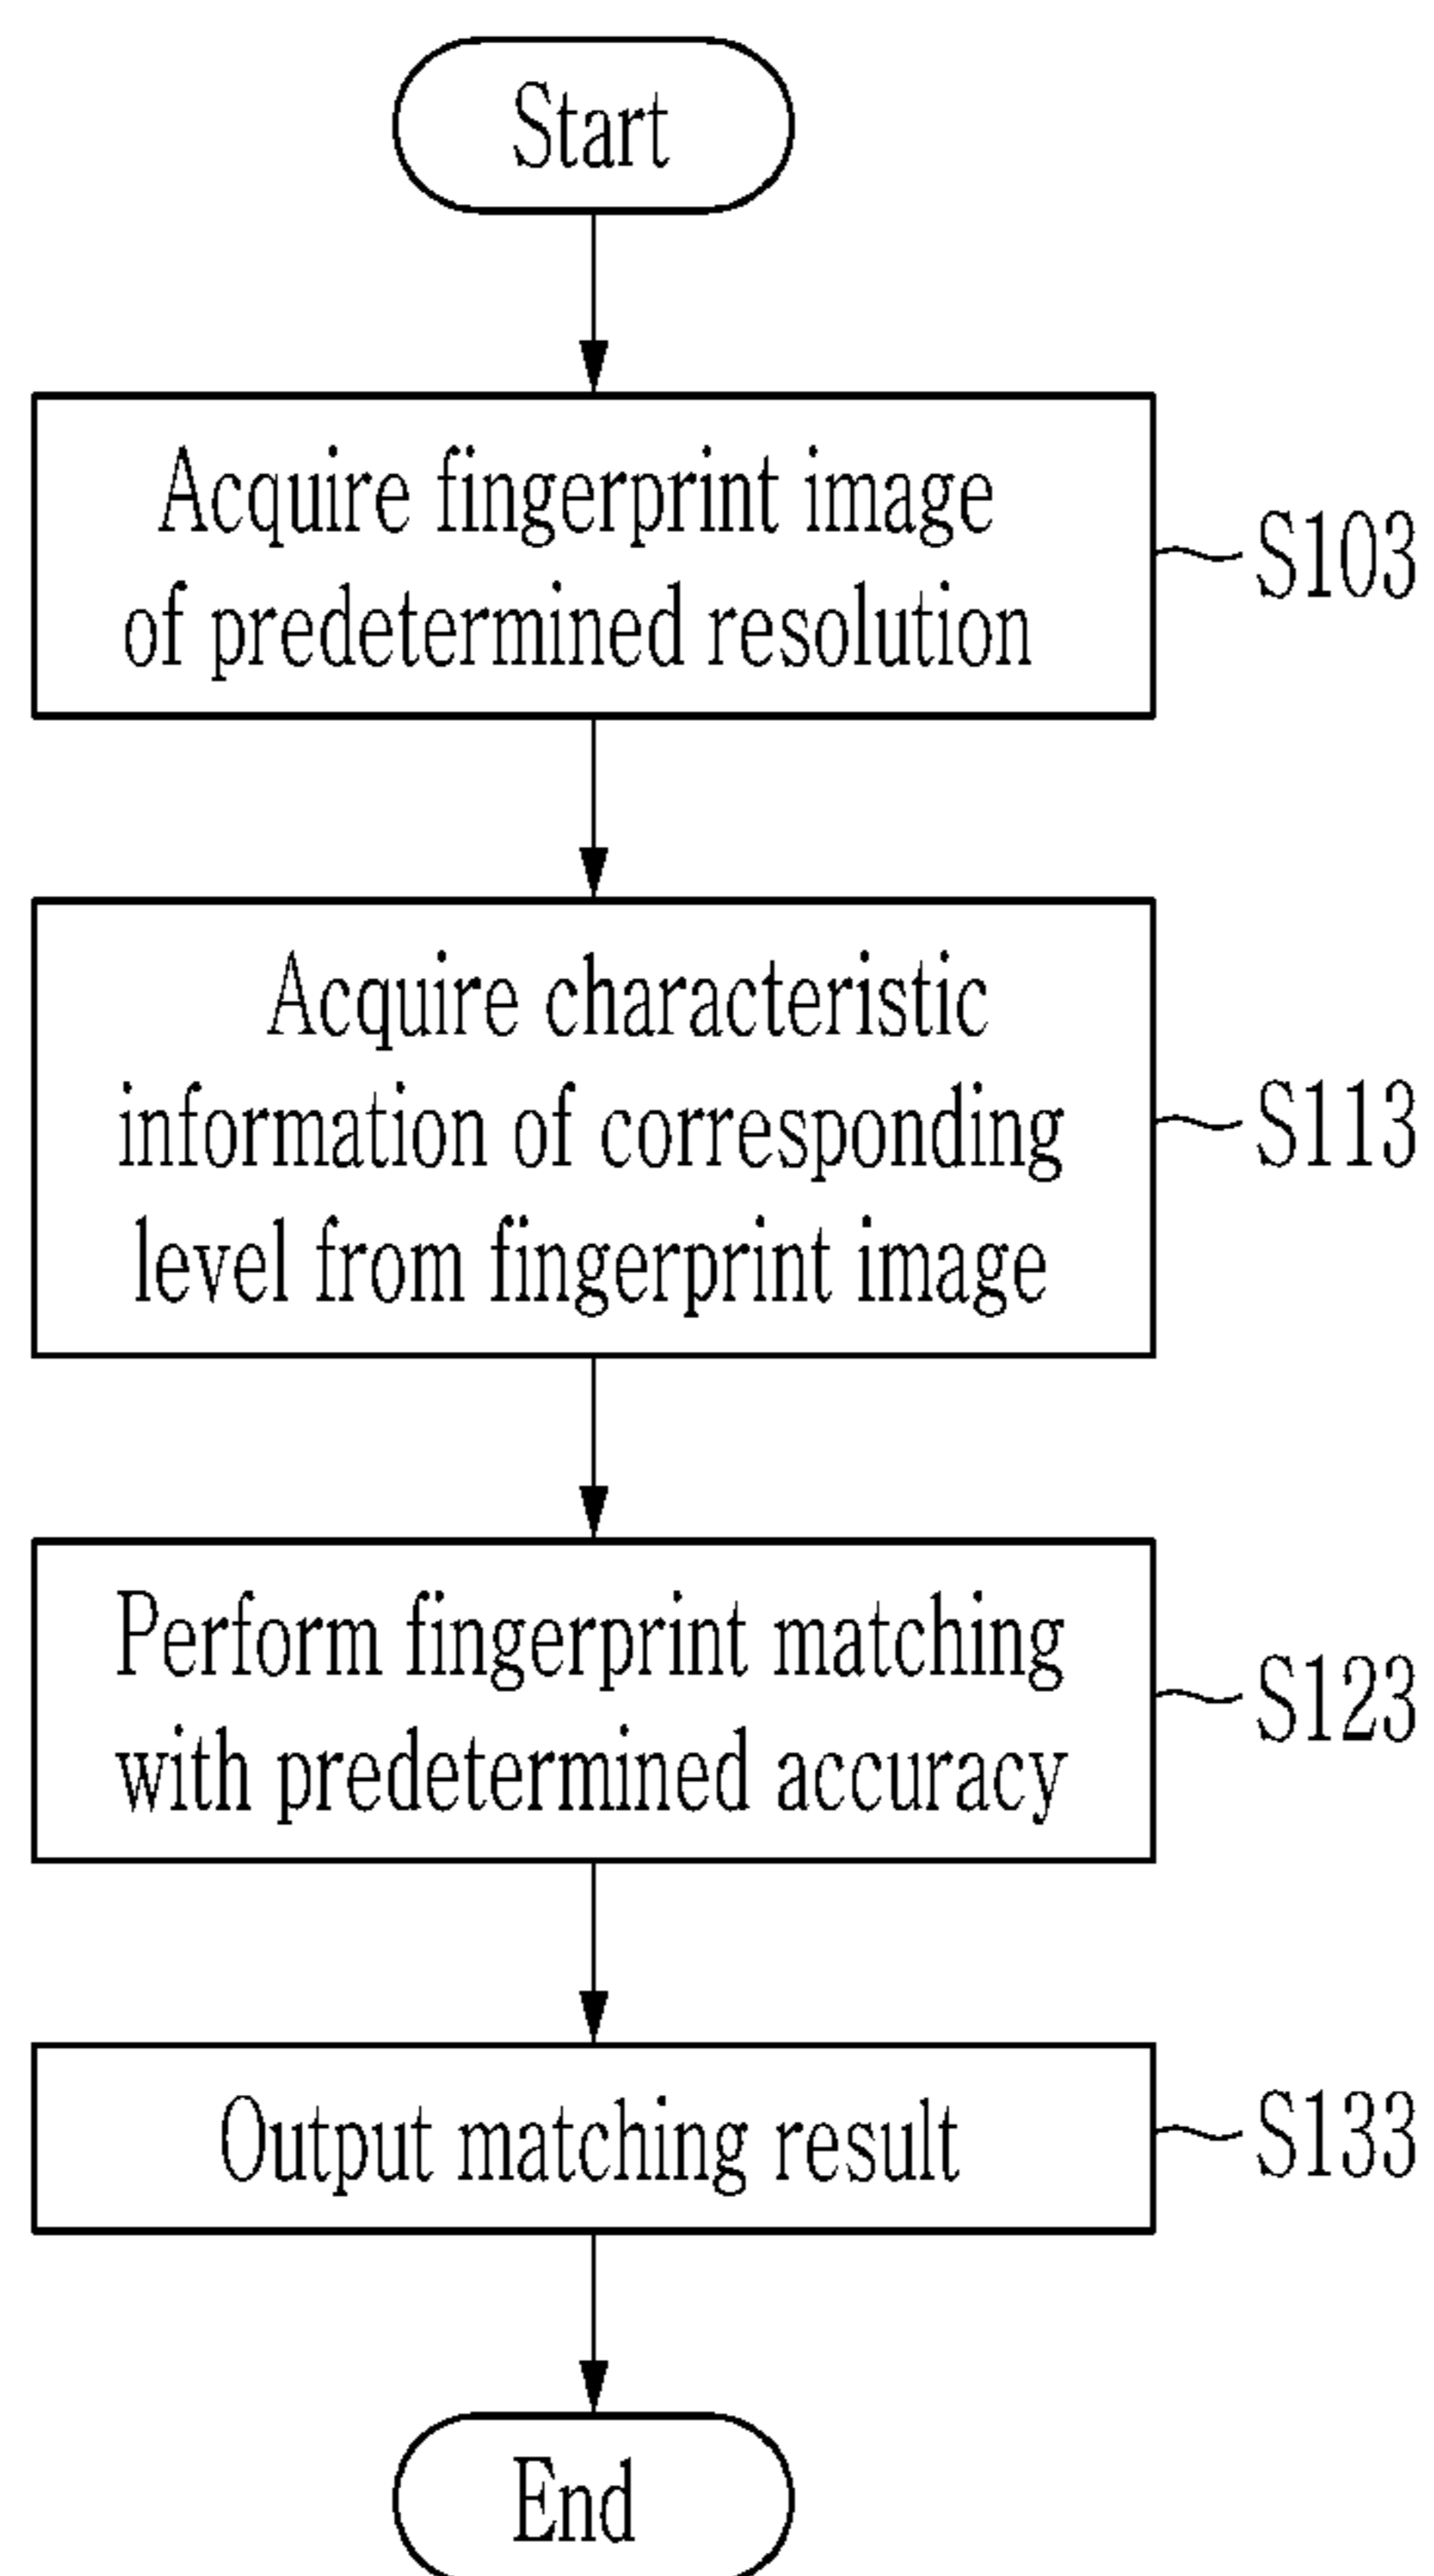 Start
Acquire fingerprint image
of predetermined resolution
S103
Acquire characteristic
information of corresponding
level from fingerprint image
S113
Perform fingerprint matching
with predetermined accuracy
S123
Output matching result
S133
End